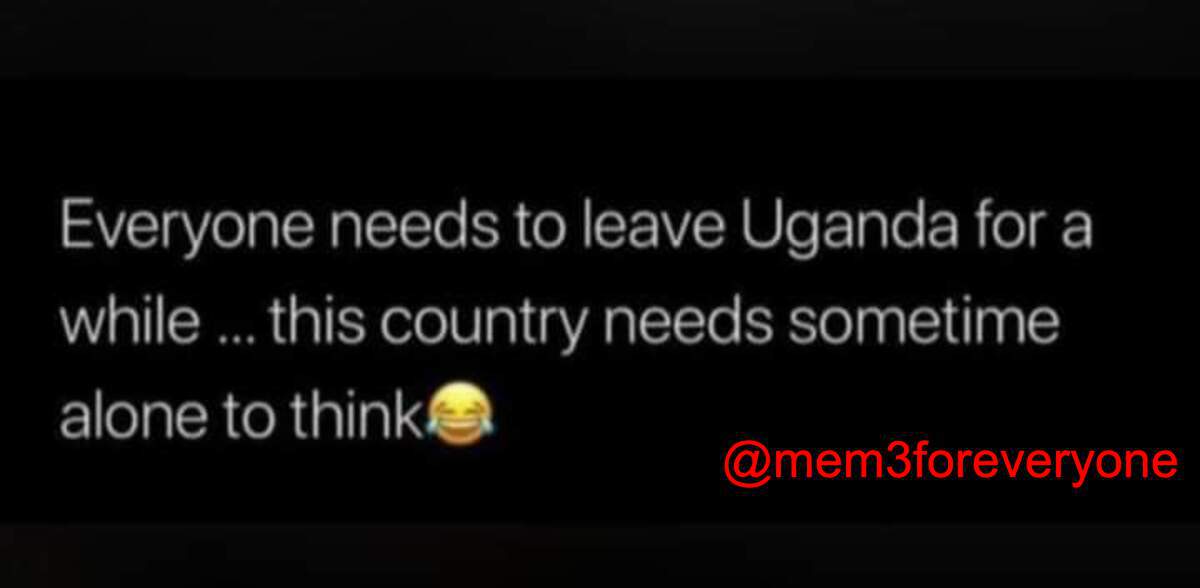 Everyone needs to leave Uganda for a
while ... this country needs sometime
alone to think😂
@mem3foreveryone